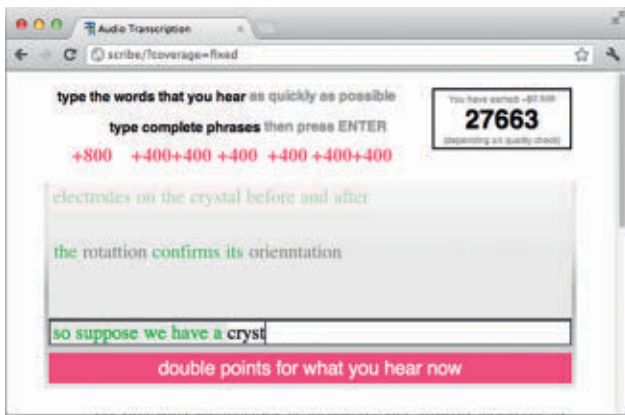 Audio Transcription
scribe/?coverage=fixed
type the words that you hear as quickly as possible
type complete phrases then press ENTER
You have earned
27663
(depending on quality check)
+800 +400+400 +400 +400 +400+400
electrodes on the crystal before and after
the rotattion confirms its orienntation
so suppose we have a cryst
double points for what you hear now